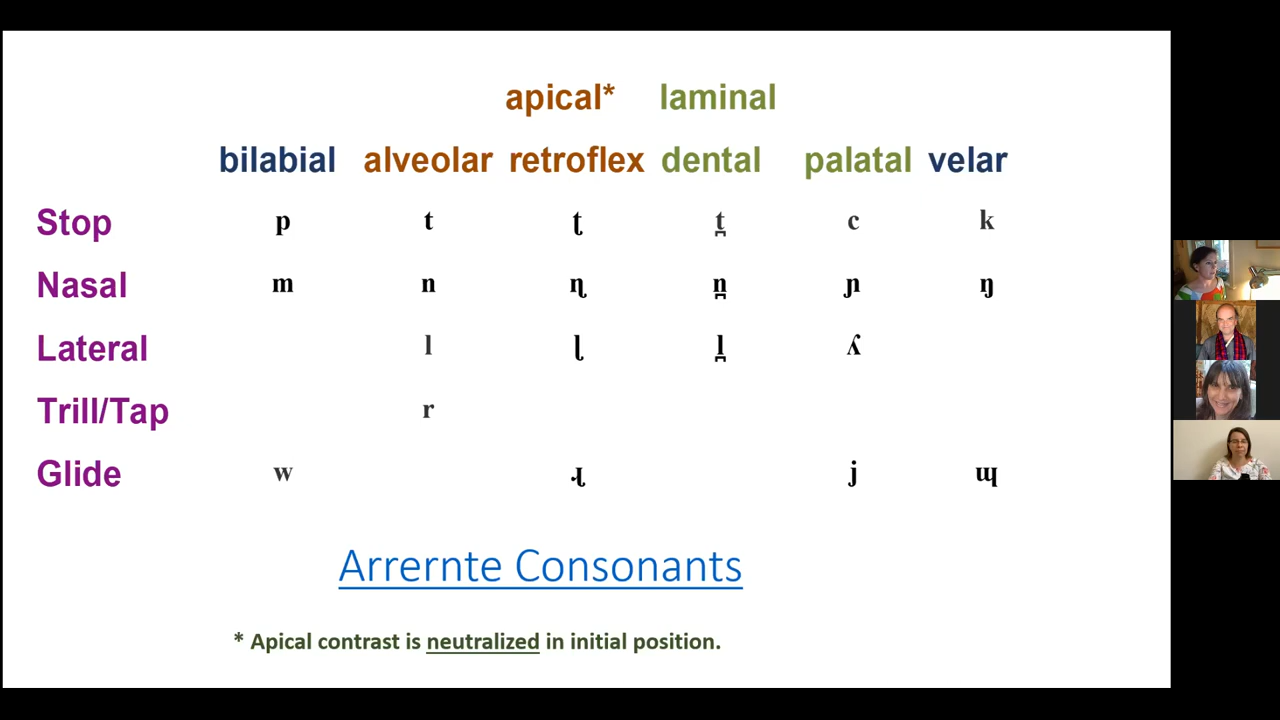 apical* laminal
bilabial alveolar retroflex dental palatal velar
Stop p t ʈ t̪ c k
Nasal m n ɳ n̪ ɲ ŋ
Lateral l ɭ l̪ ʎ
Trill/Tap r
Glide w ɻ j ɰ
Arrernte Consonants
* Apical contrast is neutralized in initial position.